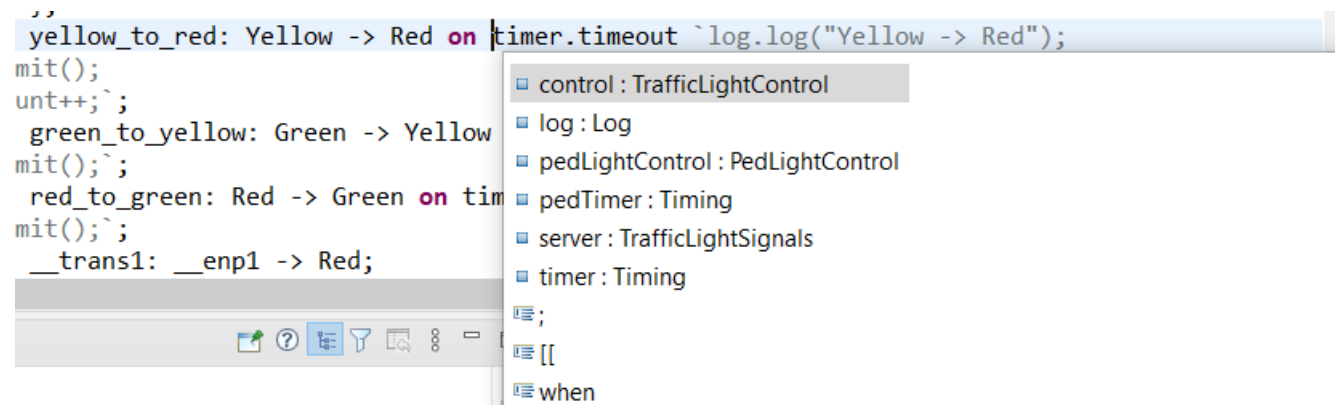 };
yellow_to_red: Yellow -> Red on timer.timeout `log.log("Yellow -> Red");
mit();
unt++;`;
green_to_yellow: Green -> Yellow
mit();`;
red_to_green: Red -> Green on tim
mit();`;
__trans1: __enp1 -> Red;
control : TrafficLightControl
log : Log
pedLightControl : PedLightControl
pedTimer : Timing
server : TrafficLightSignals
timer : Timing
;
[[
when